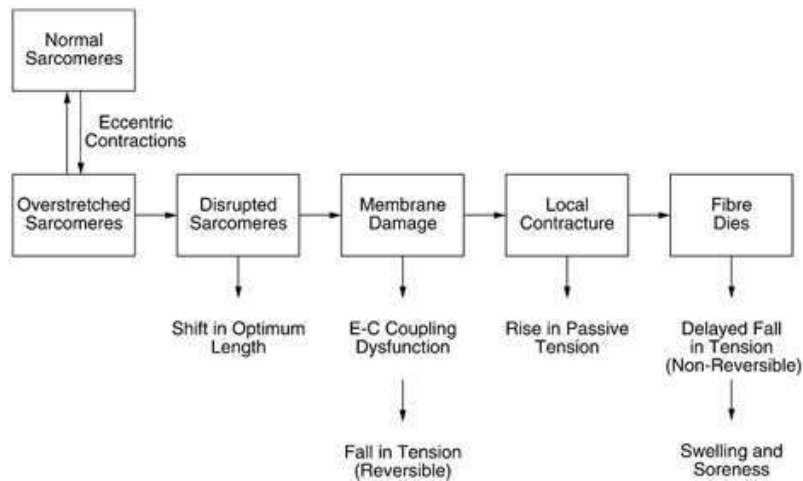 Normal
Sarcomeres
Eccentric
Contractions
Overstretched
Sarcomeres
Disrupted
Sarcomeres
Membrane
Damage
Local
Contracture
Fibre
Dies
Shift in Optimum
Length
E-C Coupling
Dysfunction
Rise in Passive
Tension
Delayed Fall
in Tension
(Non-Reversible)
Fall in Tension
(Reversible)
Swelling and
Soreness